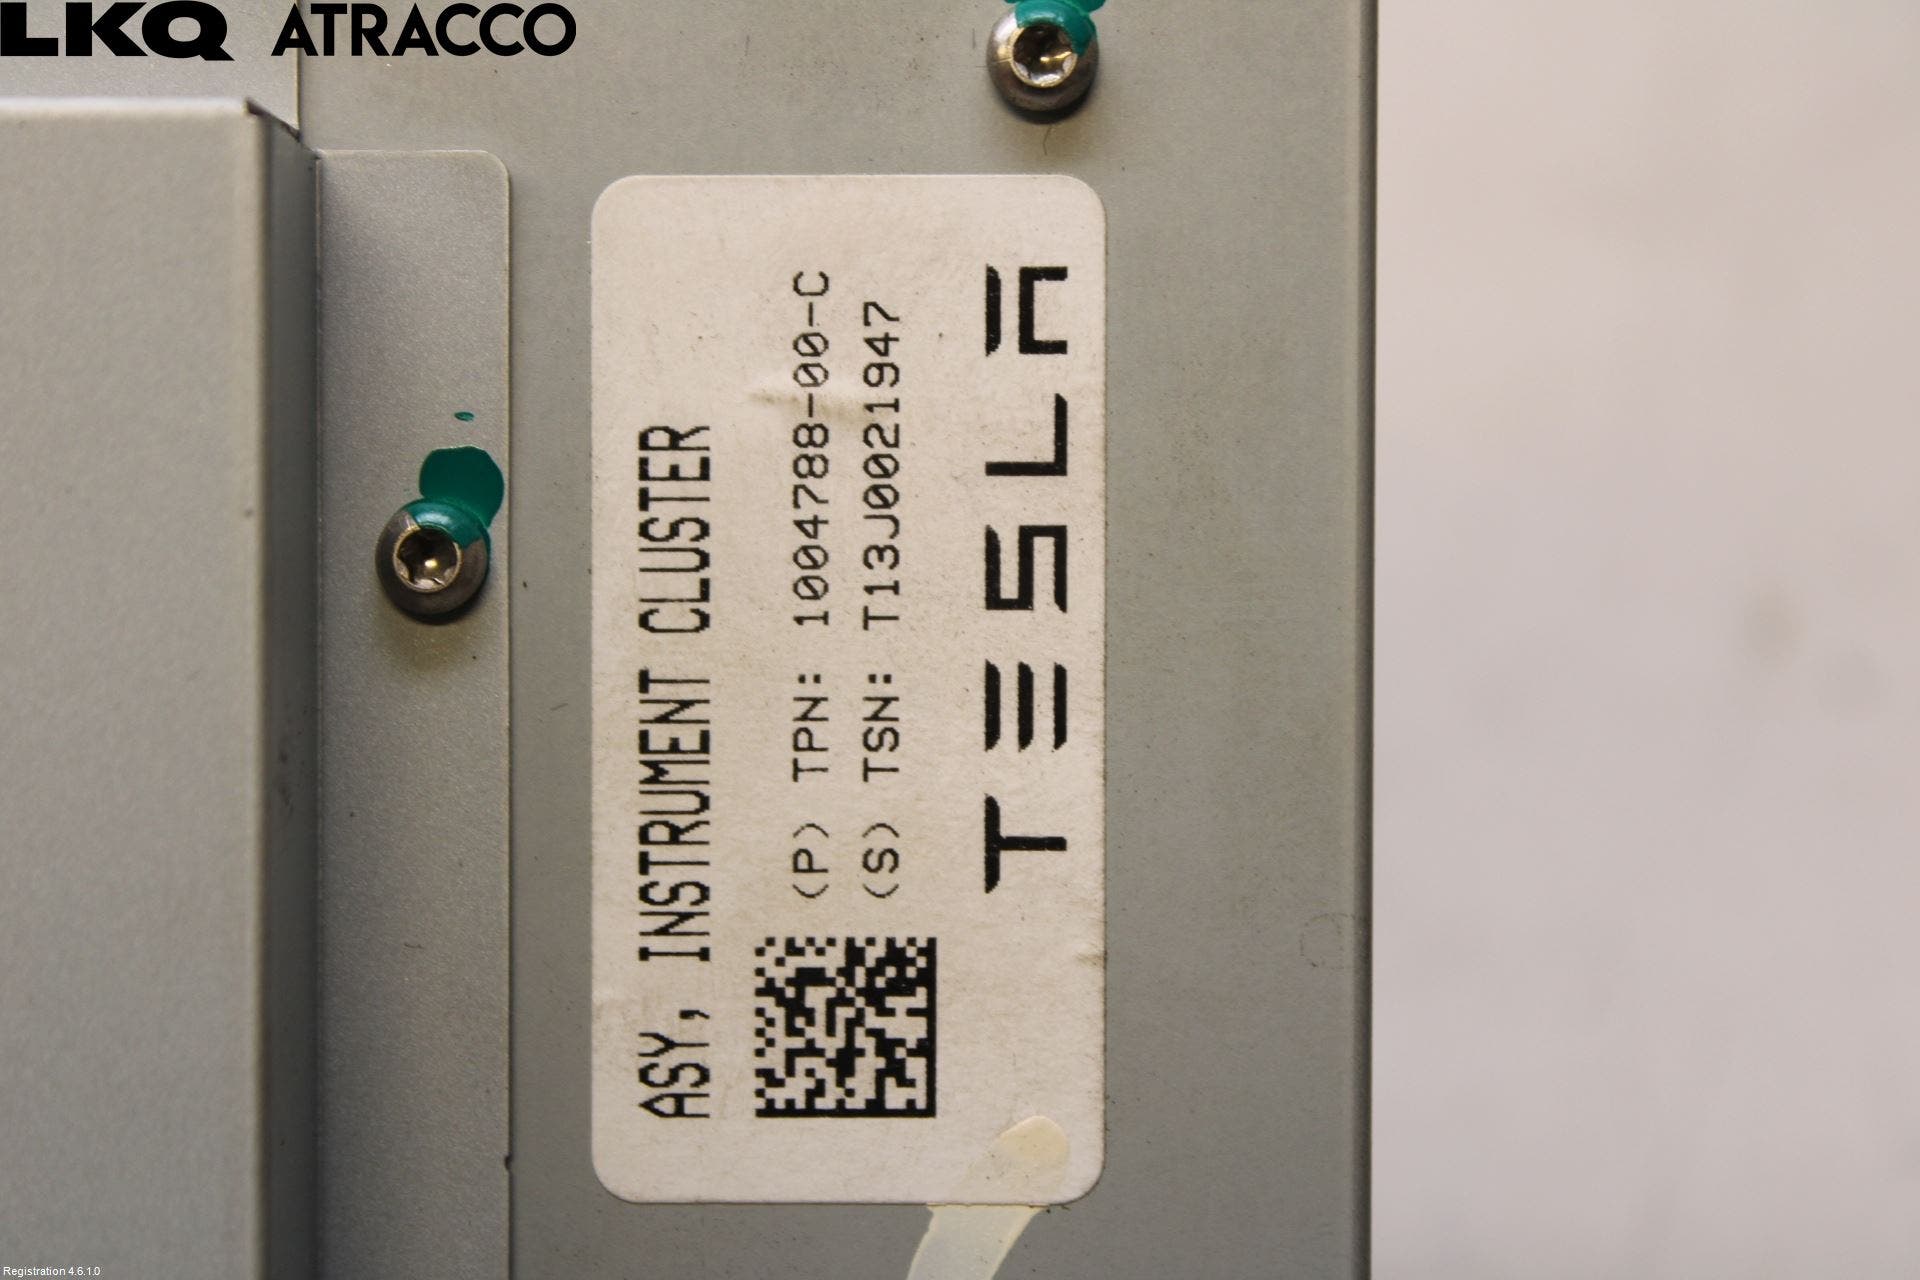 LKQ ATRACCO
ASY, INSTRUMENT CLUSTER
(P) TPN: 1004788-00-C
(S) TSN: T13J0021947
TESLA
Registration 4.6.1.0